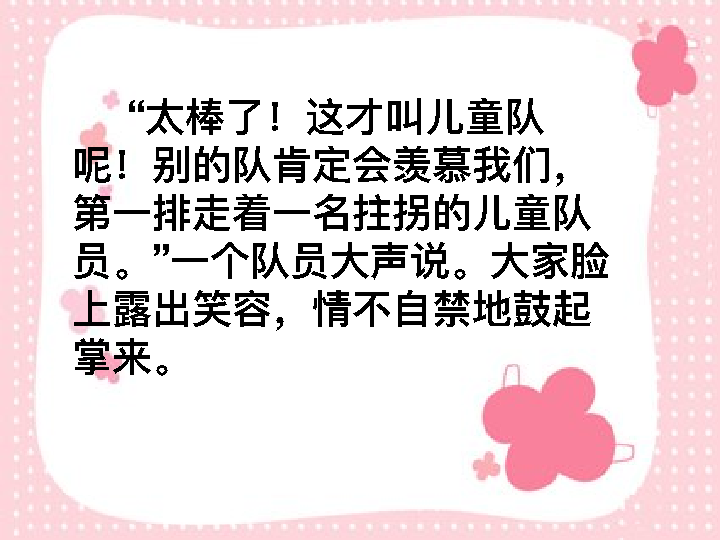 “太棒了！这才叫儿童队
呢！别的队肯定会羡慕我们，
第一排走着一名拄拐的儿童队
员。”一个队员大声说。大家脸
上露出笑容，情不自禁地鼓起
掌来。